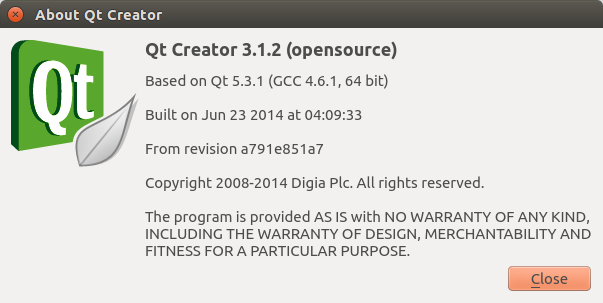 About Qt Creator
Qt
Qt Creator 3.1.2 (opensource)
Based on Qt 5.3.1 (GCC 4.6.1, 64 bit)
Built on Jun 23 2014 at 04:09:33
From revision a791e851a7
Copyright 2008-2014 Digia Plc. All rights reserved.
The program is provided AS IS with NO WARRANTY OF ANY KIND,
INCLUDING THE WARRANTY OF DESIGN, MERCHANTABILITY AND
FITNESS FOR A PARTICULAR PURPOSE.
Close